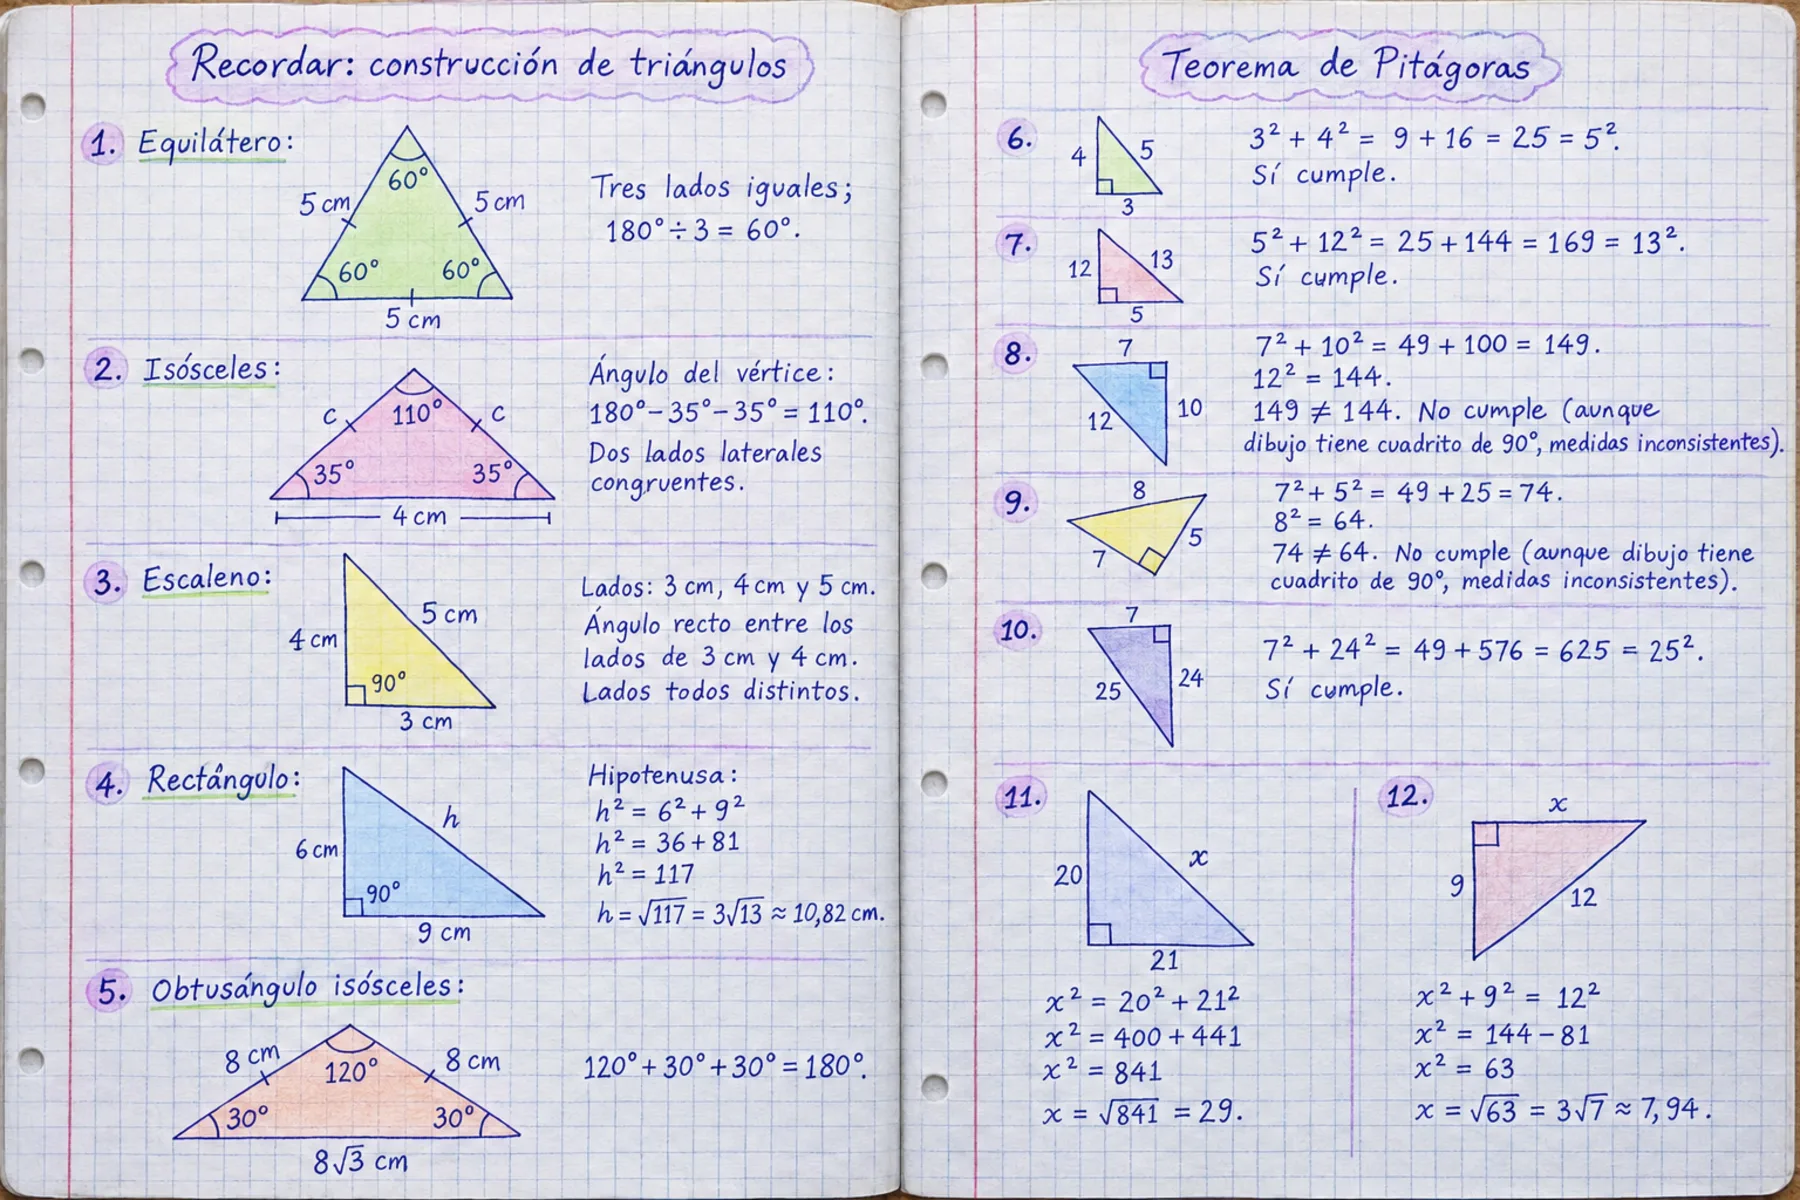 Recordar: construcción de triángulos
1. Equilátero:
60°
5 cm
5 cm
60°
60°
5 cm
Tres lados iguales;
180° ÷ 3 = 60°.
2. Isósceles:
c
110°
c
35°
35°
4 cm
Ángulo del vértice:
180° - 35° - 35° = 110°.
Dos lados laterales
congruentes.
3. Escaleno:
5 cm
4 cm
90°
3 cm
Lados: 3 cm, 4 cm y 5 cm.
Ángulo recto entre los
lados de 3 cm y 4 cm.
Lados todos distintos.
4. Rectángulo:
h
6 cm
90°
9 cm
Hipotenusa:
h² = 6² + 9²
h² = 36 + 81
h² = 117
h = √117 = 3√13 ≈ 10,82 cm.
5. Obtusángulo isósceles:
8 cm
120°
8 cm
30°
30°
8√3 cm
120° + 30° + 30° = 180°.
Teorema de Pitágoras
6.
4
5
3
3² + 4² = 9 + 16 = 25 = 5².
Sí cumple.
7.
12
13
5
5² + 12² = 25 + 144 = 169 = 13².
Sí cumple.
8.
7
12
10
7² + 10² = 49 + 100 = 149.
12² = 144.
149 ≠ 144. No cumple (aunque
dibujo tiene cuadrito de 90°, medidas inconsistentes).
9.
8
5
7
7² + 5² = 49 + 25 = 74.
8² = 64.
74 ≠ 64. No cumple (aunque dibujo tiene
cuadrito de 90°, medidas inconsistentes).
10.
7
25
24
7² + 24² = 49 + 576 = 625 = 25².
Sí cumple.
11.
20
x
21
x² = 20² + 21²
x² = 400 + 441
x² = 841
x = √841 = 29.
12.
x
9
12
x² + 9² = 12²
x² = 144 - 81
x² = 63
x = √63 = 3√7 ≈ 7,94.